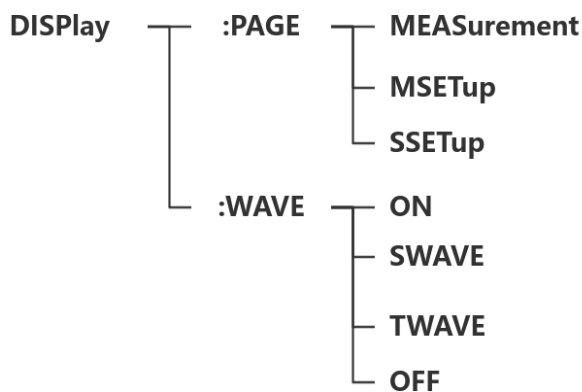 DISPlay :PAGE MEASurement
MSETup
SSETup
:WAVE ON
SWAVE
TWAVE
OFF